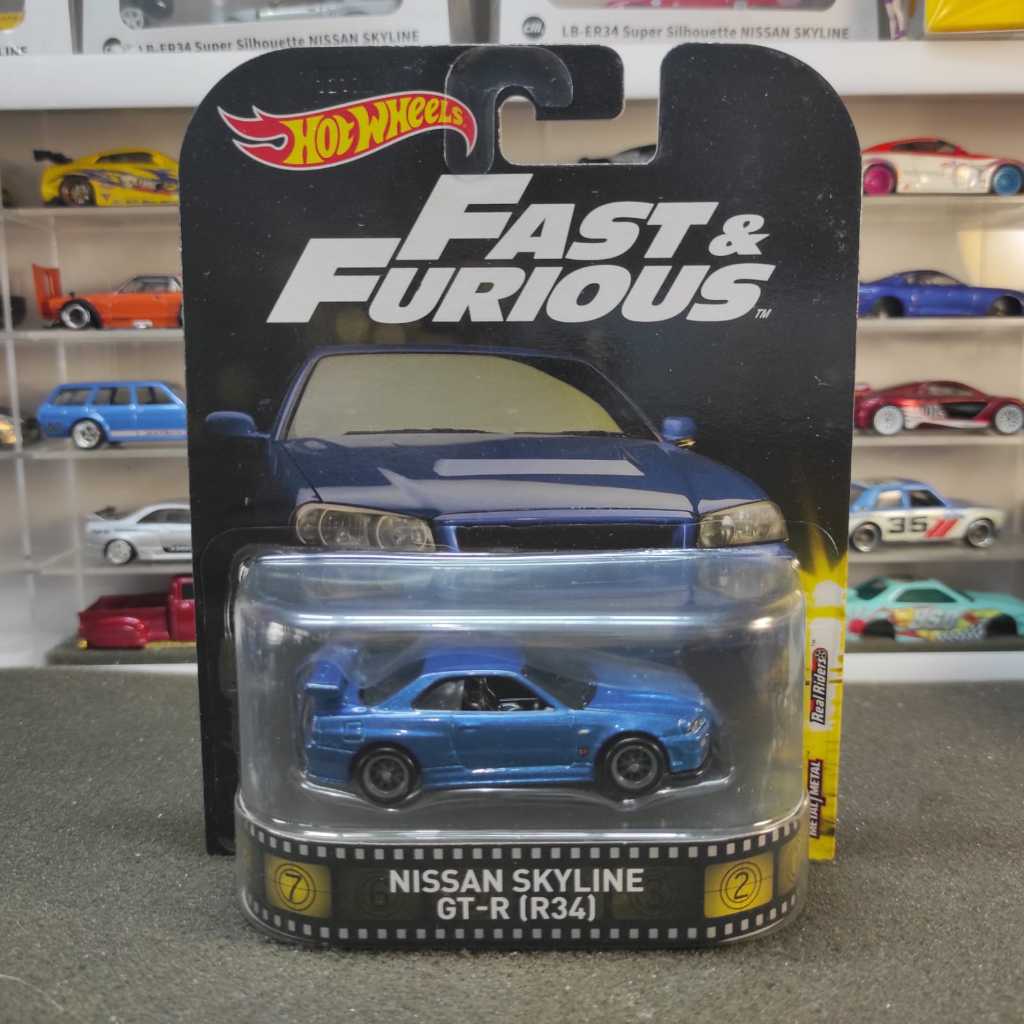 LB-ER34 Super Silhouette NISSAN SKYLINE
LB-ER34 Super Silhouette NISSAN SKYLINE
HOT WHEELS
FAST &
FURIOUS
TM
35
Real Riders
METAL/METAL
7
NISSAN SKYLINE
GT-R (R34)
2